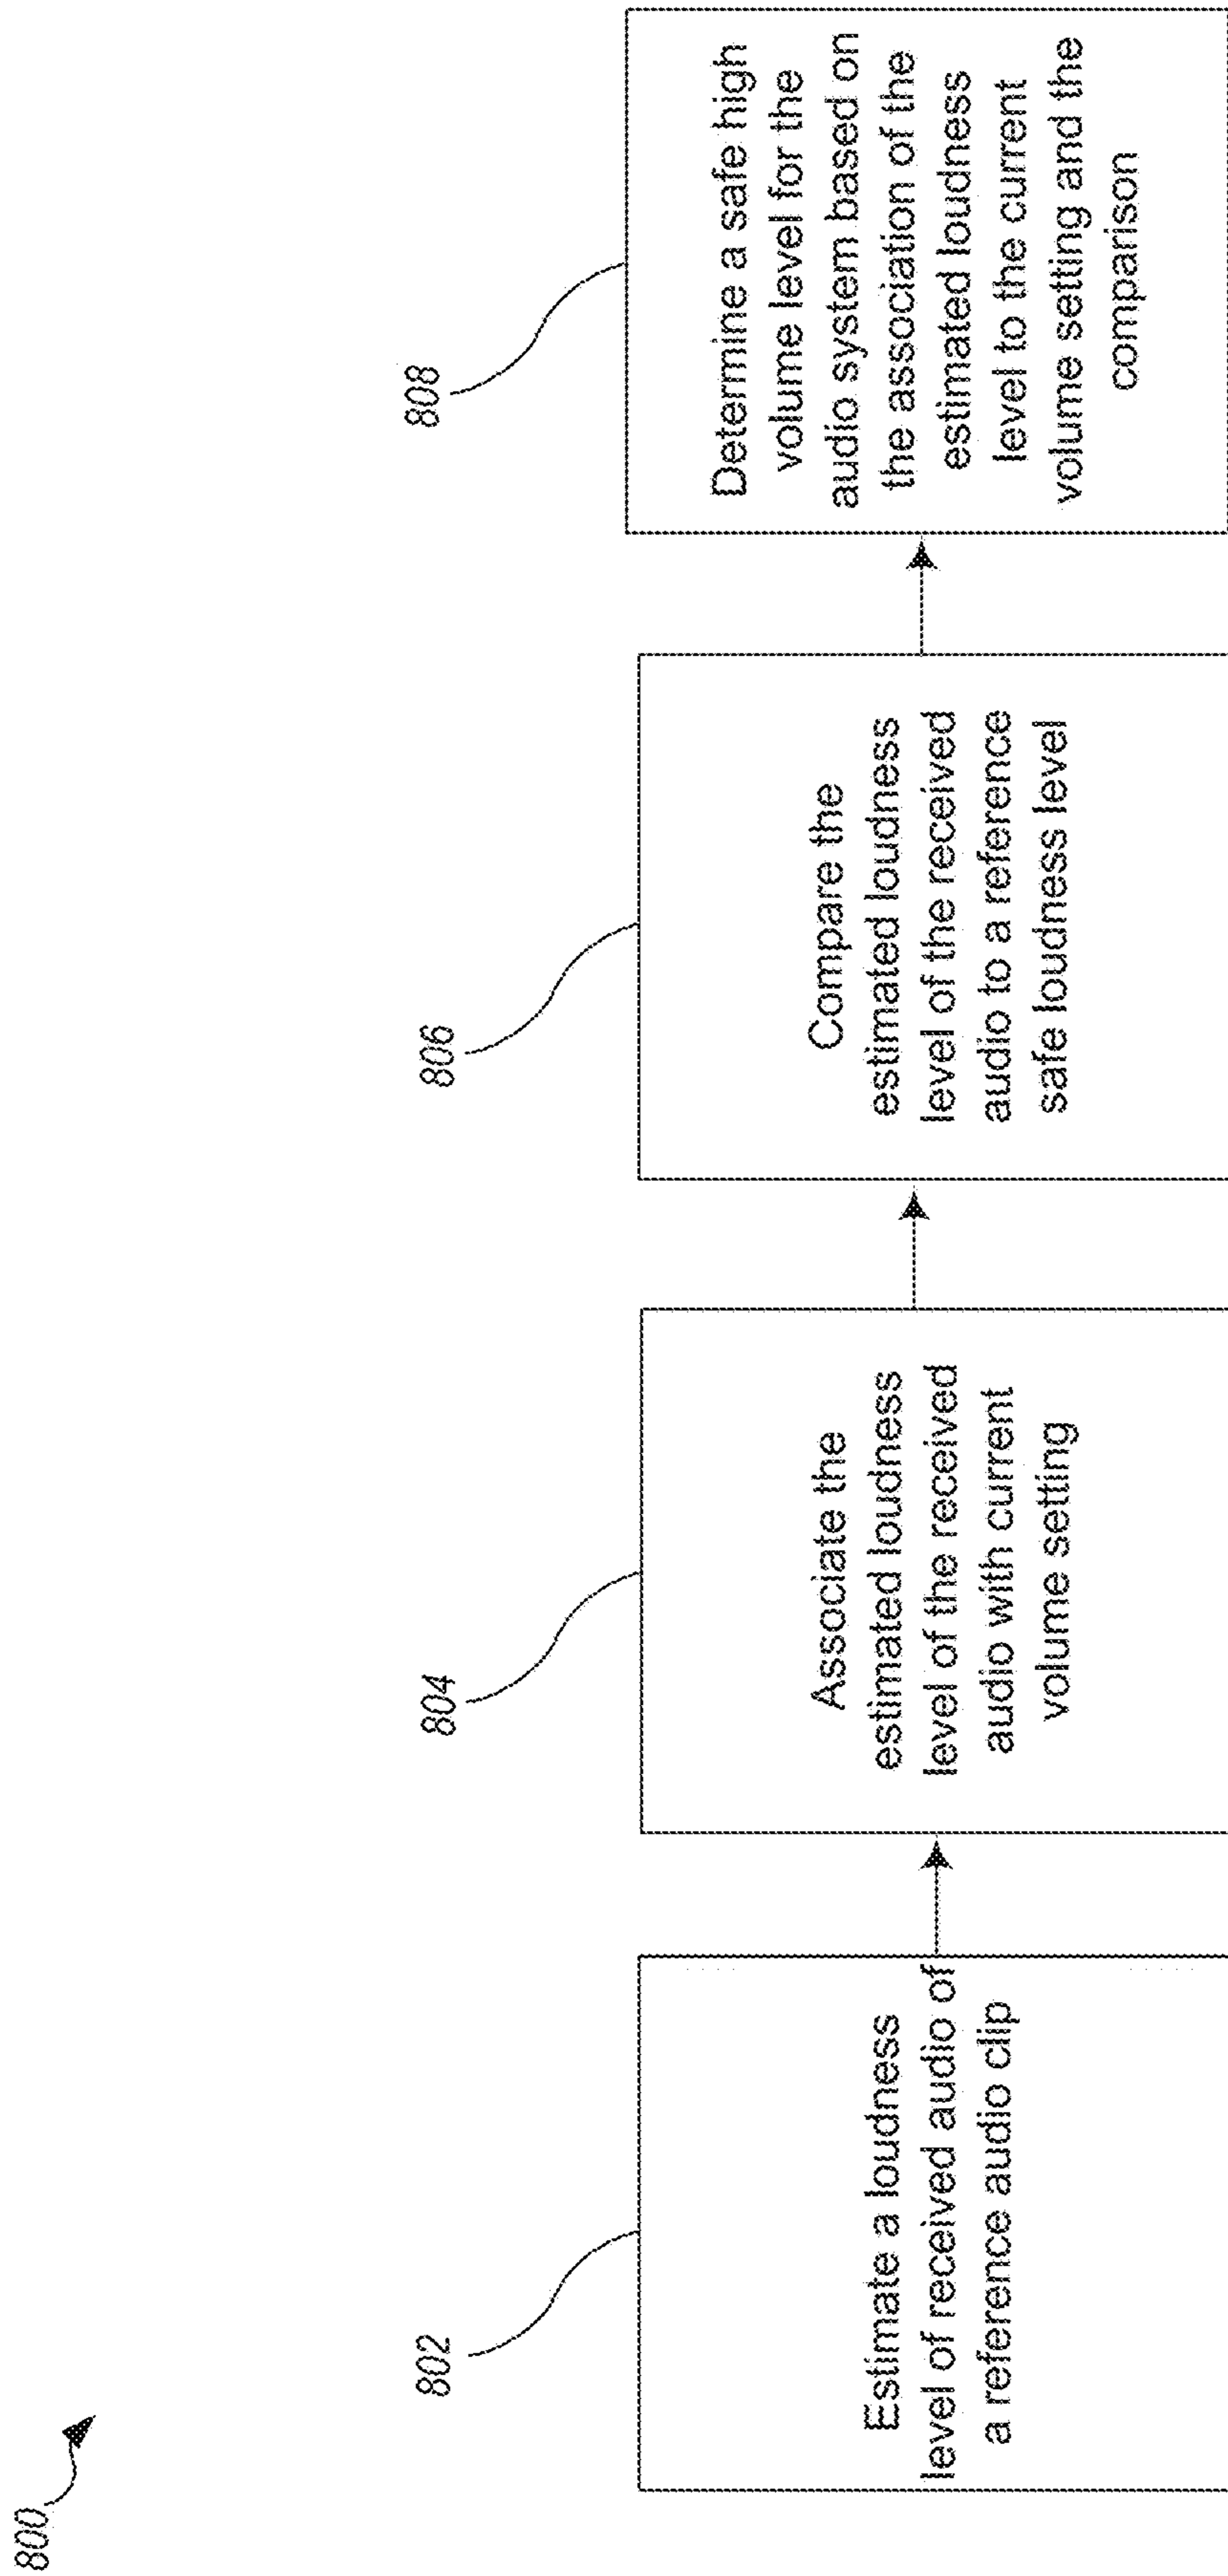 800
802
Estimate a loudness
level of received audio of
a reference audio clip
804
Associate the
estimated loudness
level of the received
audio with current
volume setting
806
Compare the
estimated loudness
level of the received
audio to a reference
safe loudness level
808
Determine a safe high
volume level for the
audio system based on
the association of the
estimated loudness
level to the current
volume setting and the
comparison